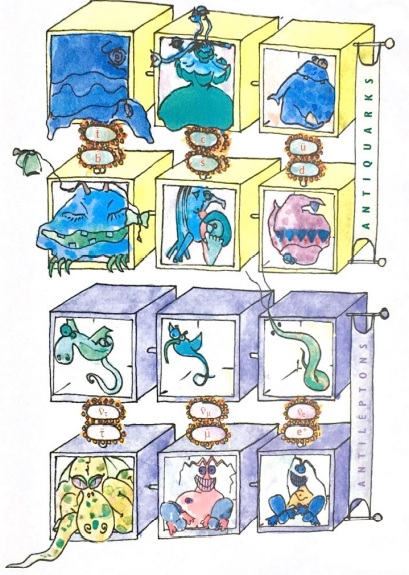 t̄ c̄ ū
b̄ s̄ d̄
ANTIQUARKS
ν̄τ ν̄μ ν̄e
τ̄ μ̄ e⁺
ANTILEPTONS